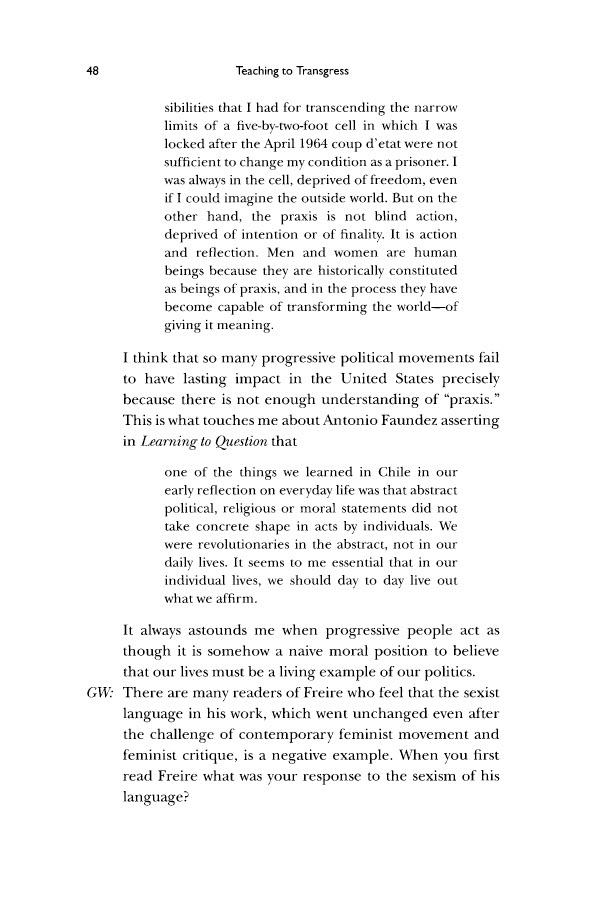 48
Teaching to Transgress
sibilities that I had for transcending the narrow
limits of a five-by-two-foot cell in which I was
locked after the April 1964 coup d'etat were not
sufficient to change my condition as a prisoner. I
was always in the cell, deprived of freedom, even
if I could imagine the outside world. But on the
other hand, the praxis is not blind action,
deprived of intention or of finality. It is action
and reflection. Men and women are human
beings because they are historically constituted
as beings of praxis, and in the process they have
become capable of transforming the world—of
giving it meaning.
I think that so many progressive political movements fail
to have lasting impact in the United States precisely
because there is not enough understanding of "praxis."
This is what touches me about Antonio Faundez asserting
in Learning to Question that
one of the things we learned in Chile in our
early reflection on everyday life was that abstract
political, religious or moral statements did not
take concrete shape in acts by individuals. We
were revolutionaries in the abstract, not in our
daily lives. It seems to me essential that in our
individual lives, we should day to day live out
what we affirm.
It always astounds me when progressive people act as
though it is somehow a naive moral position to believe
that our lives must be a living example of our politics.
GW: There are many readers of Freire who feel that the sexist
language in his work, which went unchanged even after
the challenge of contemporary feminist movement and
feminist critique, is a negative example. When you first
read Freire what was your response to the sexism of his
language?